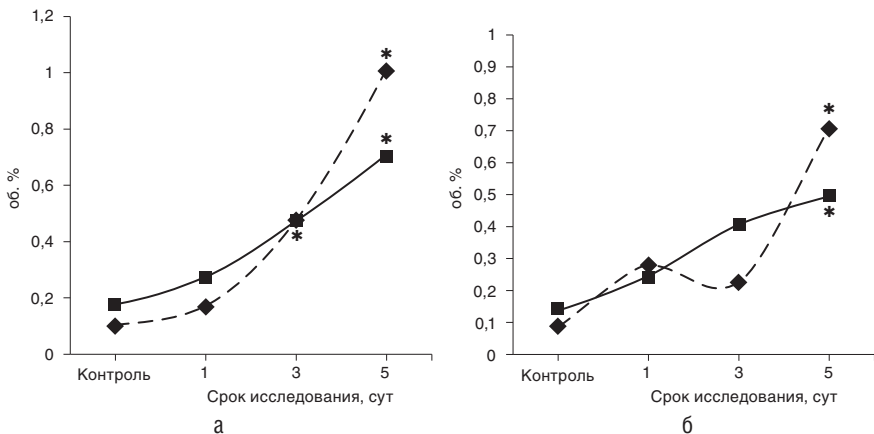 1,2
1
0,8
0,6
0,4
0,2
0
об. %
*
*
*
Контроль 1 3 5
Срок исследования, сут
а
1
0,9
0,8
0,7
0,6
0,5
0,4
0,3
0,2
0,1
0
об. %
*
*
Контроль 1 3 5
Срок исследования, сут
б